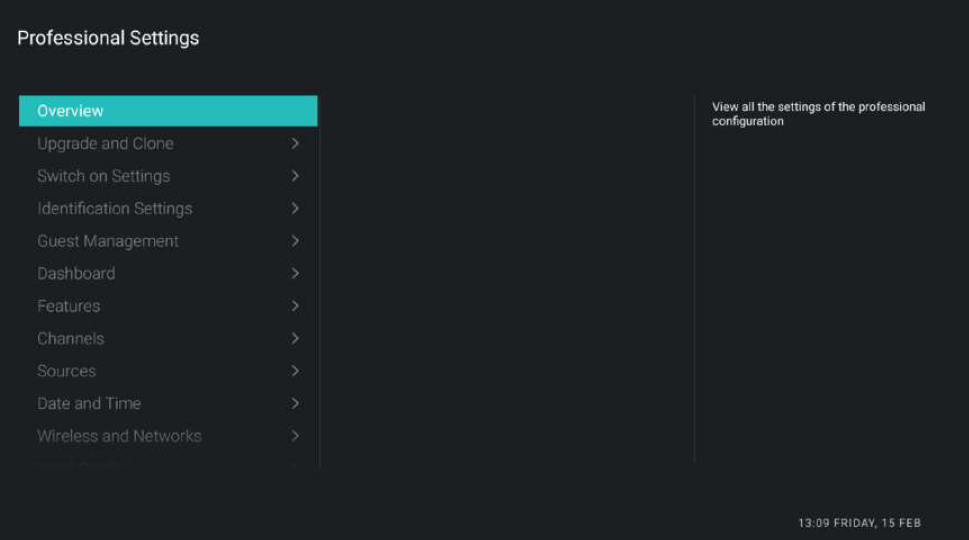 Professional Settings
Overview
View all the settings of the professional
configuration
Upgrade and Clone
Switch on Settings
Identification Settings
Guest Management
Dashboard
Features
Channels
Sources
Date and Time
Wireless and Networks
13:09 FRIDAY, 15 FEB